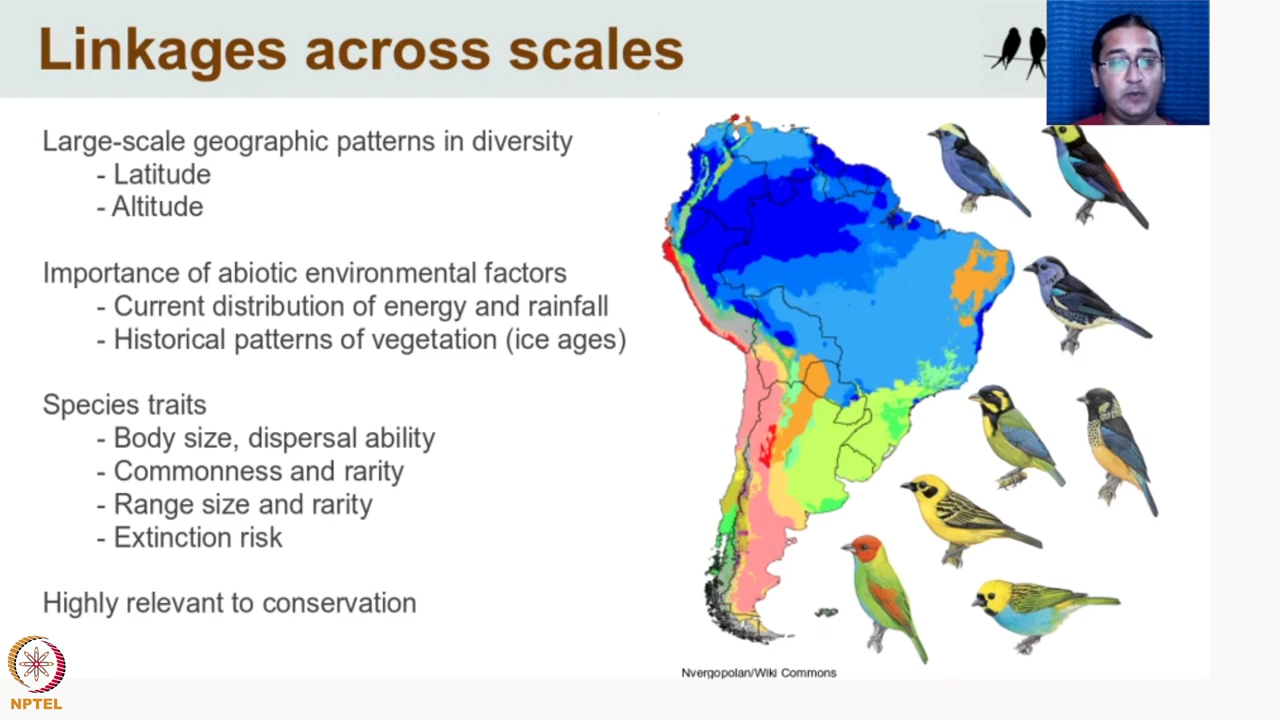 Linkages across scales
Large-scale geographic patterns in diversity
- Latitude
- Altitude
Importance of abiotic environmental factors
- Current distribution of energy and rainfall
- Historical patterns of vegetation (ice ages)
Species traits
- Body size, dispersal ability
- Commonness and rarity
- Range size and rarity
- Extinction risk
Highly relevant to conservation
Nvergopolan/Wiki Commons
NPTEL